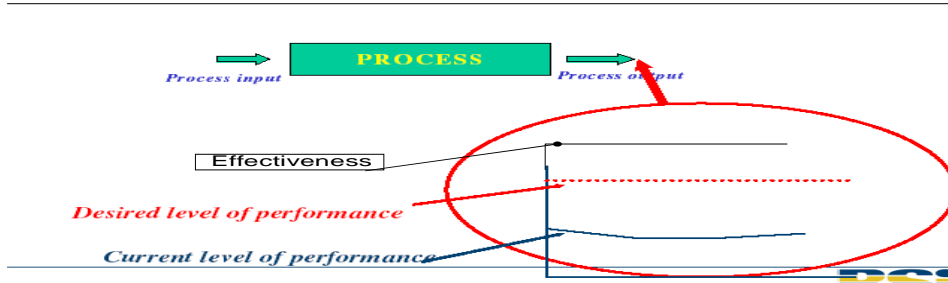 PROCESS
Process input
Process output
Effectiveness
Desired level of performance
Current level of performance